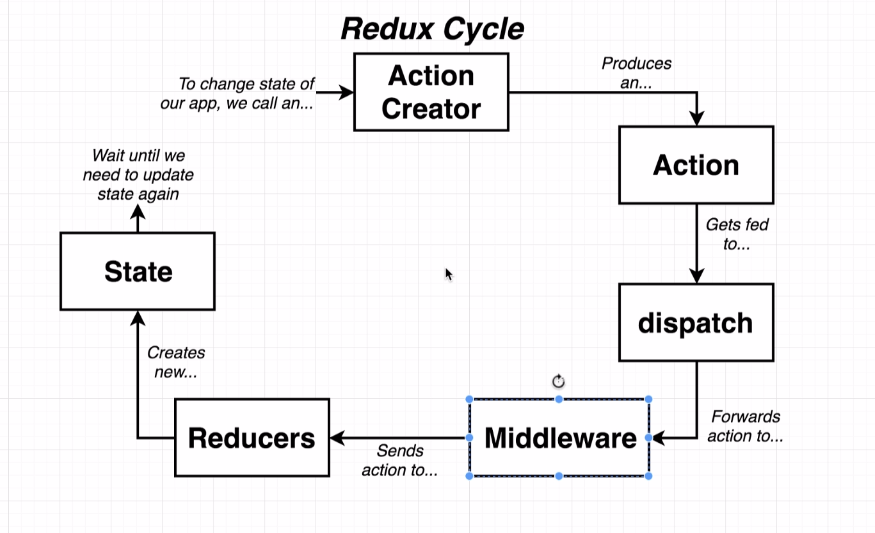 Redux Cycle
To change state of
our app, we call an...
Action
Creator
Produces
an...
Action
Gets fed
to...
dispatch
Forwards
action to...
Middleware
Sends
action to...
Reducers
Creates
new...
State
Wait until we
need to update
state again